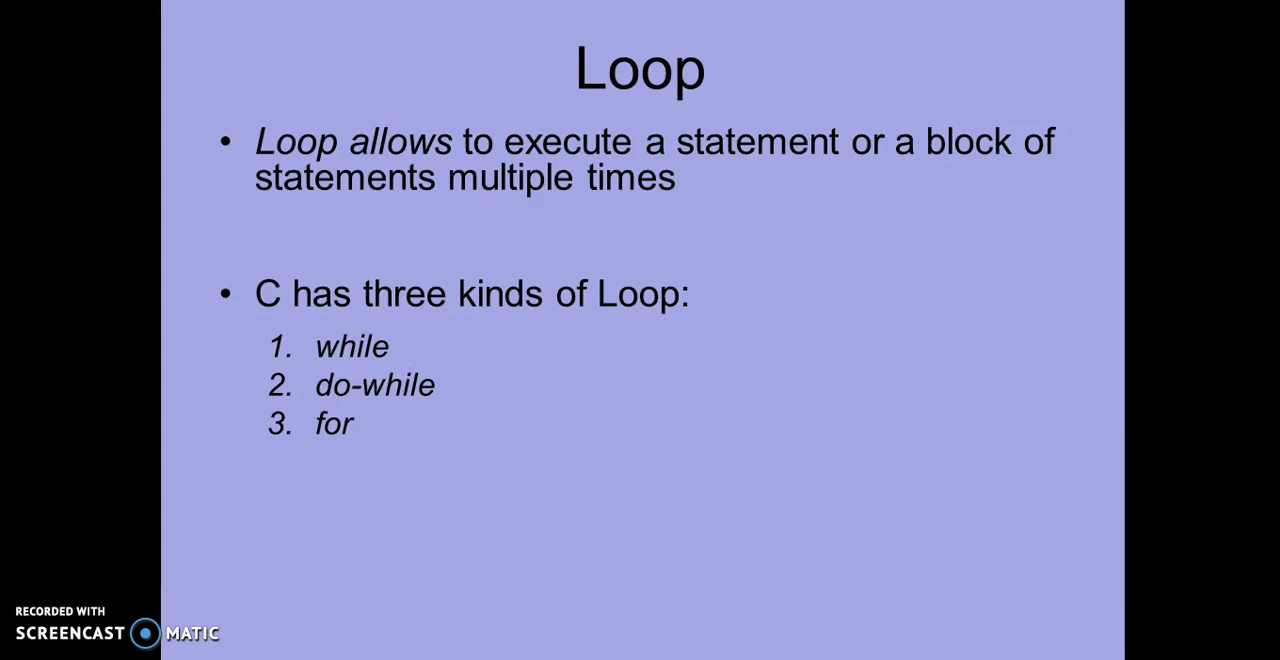 Loop
• Loop allows to execute a statement or a block of
statements multiple times
• C has three kinds of Loop:
1. while
2. do-while
3. for
RECORDED WITH
SCREENCAST MATIC